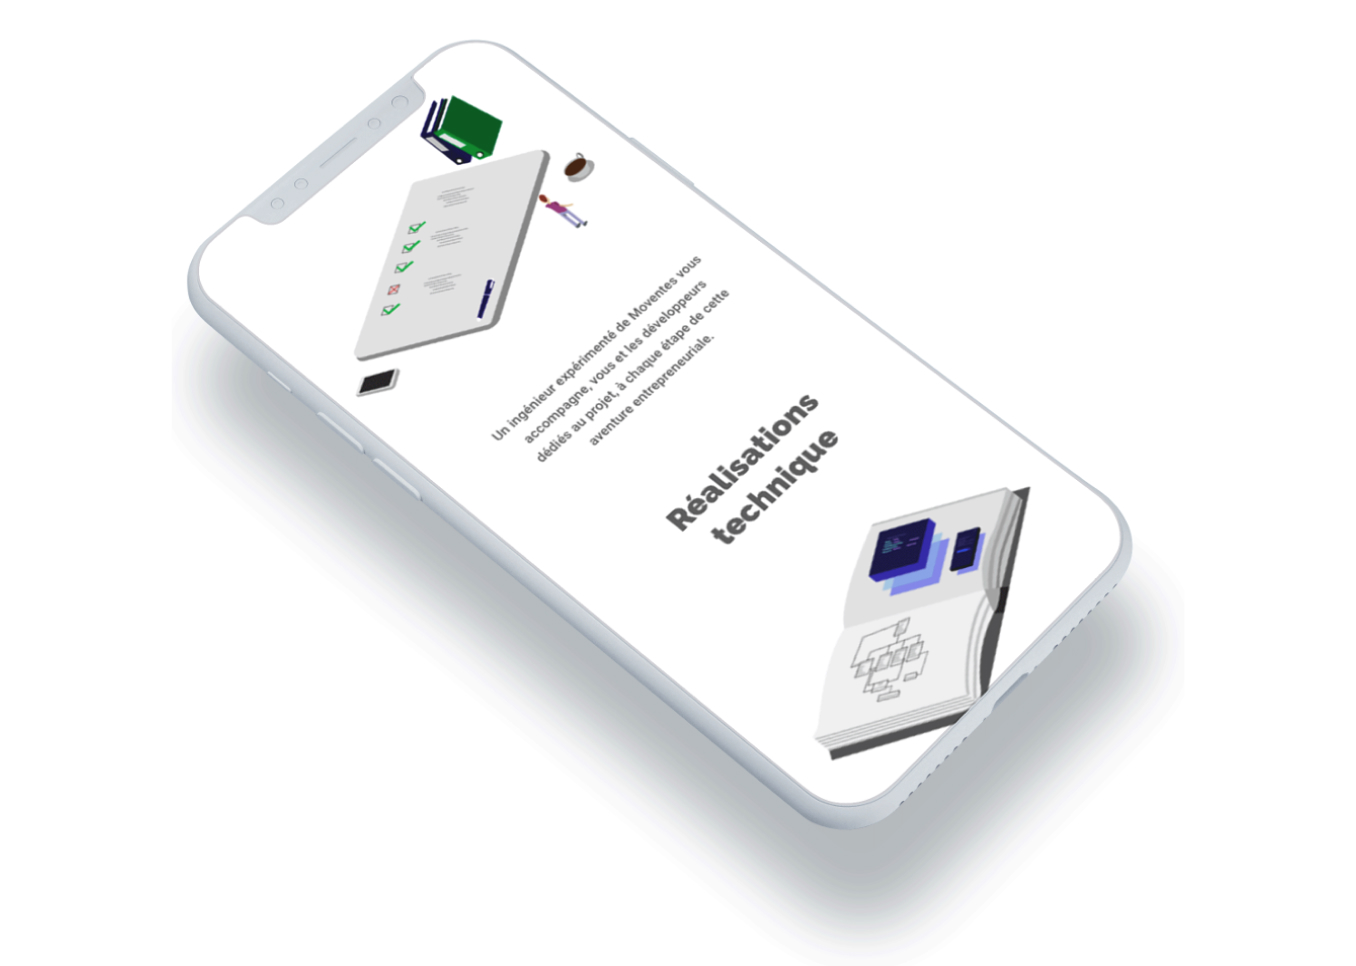 Un ingénieur expérimenté de Moventes vous
accompagne, vous et les développeurs
dédiés au projet, à chaque étape de cette
aventure entrepreneuriale.
Réalisations
technique